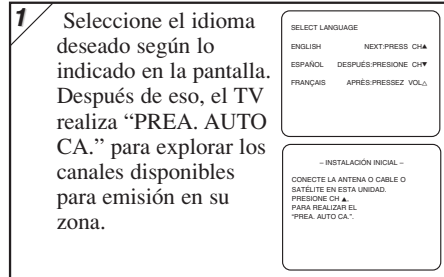 1
Seleccione el idioma
deseado según lo
indicado en la pantalla.
Después de eso, el TV
realiza “PREA. AUTO
CA.” para explorar los
canales disponibles
para emisión en su
zona.
SELECT LANGUAGE
ENGLISH NEXT:PRESS CH▲
ESPAÑOL DESPUÉS:PRESIONE CH▼
FRANÇAIS APRÈS:PRESSEZ VOL△
– INSTALACIÓN INICIAL –
CONECTE LA ANTENA O CABLE O
SATÉLITE EN ESTA UNIDAD.
PRESIONE CH ▲.
PARA REALIZAR EL
“PREA. AUTO CA.”.